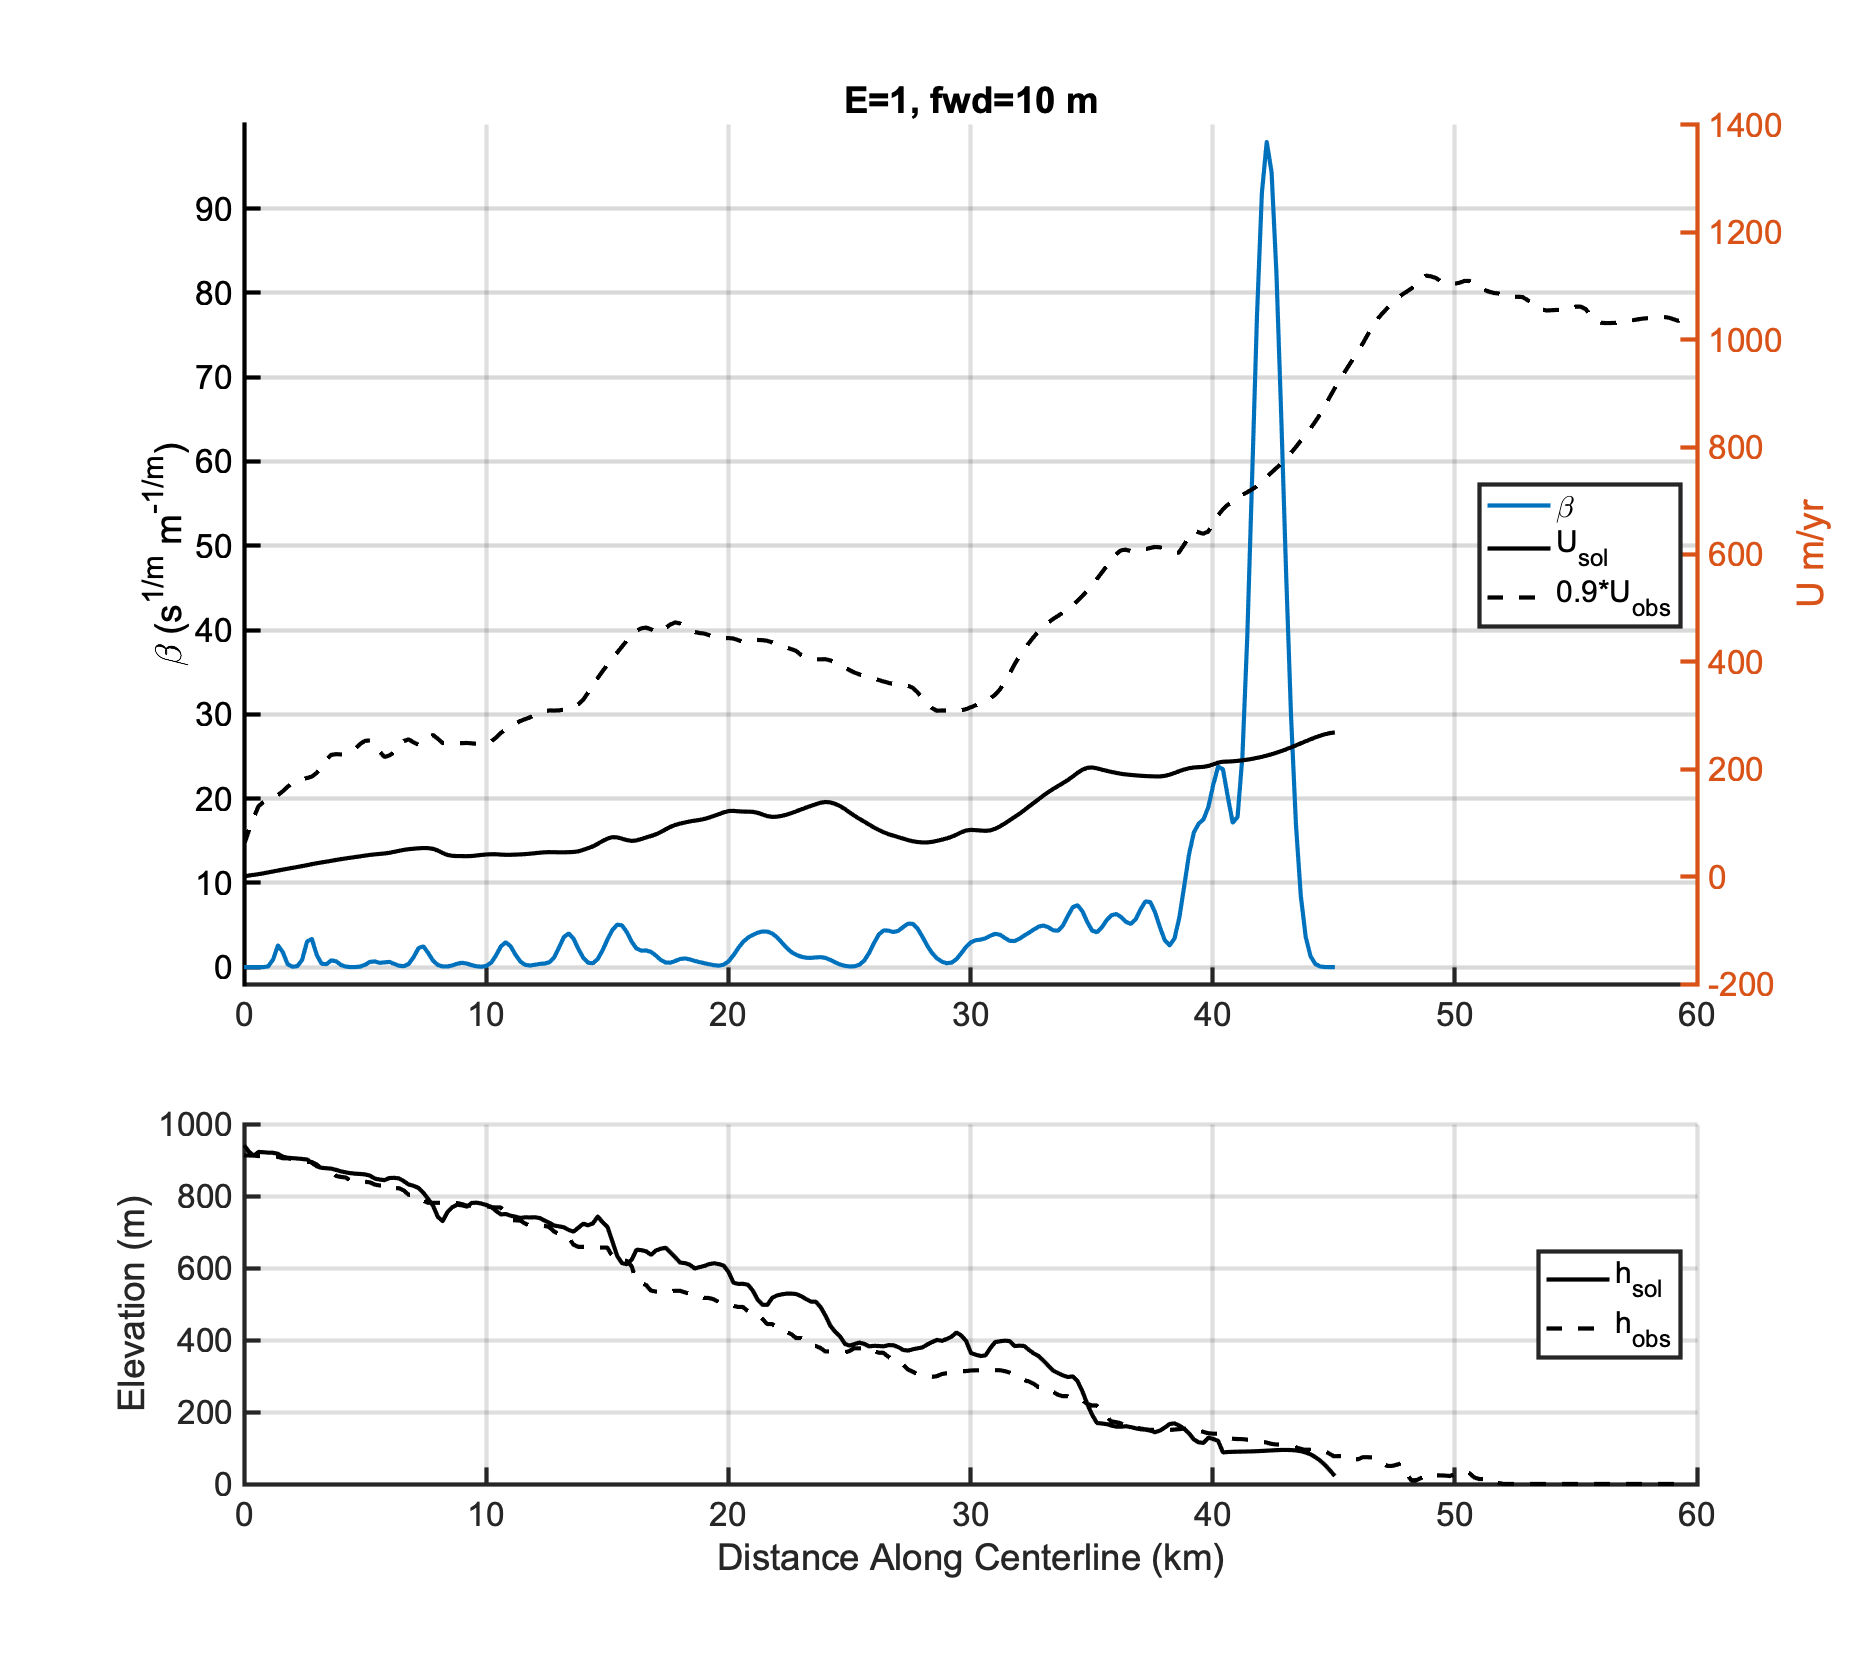 E=1, fwd=10 m
90
80
70
60
50
40
30
20
10
0
β (s^1/m m^-1/m)
1400
1200
1000
800
600
400
200
0
-200
U m/yr
β
U_sol
0.9*U_obs
0 10 20 30 40 50 60
1000
800
600
400
200
0
Elevation (m)
h_sol
h_obs
0 10 20 30 40 50 60
Distance Along Centerline (km)